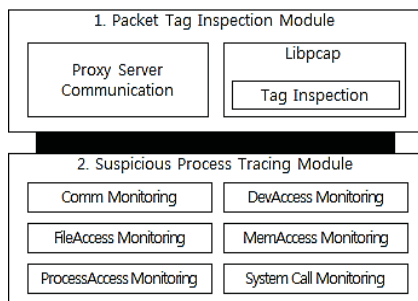 1. Packet Tag Inspection Module
Proxy Server
Communication
Libpcap
Tag Inspection
2. Suspicious Process Tracing Module
Comm Monitoring
DevAccess Monitoring
FileAccess Monitoring
MemAccess Monitoring
ProcessAccess Monitoring
System Call Monitoring